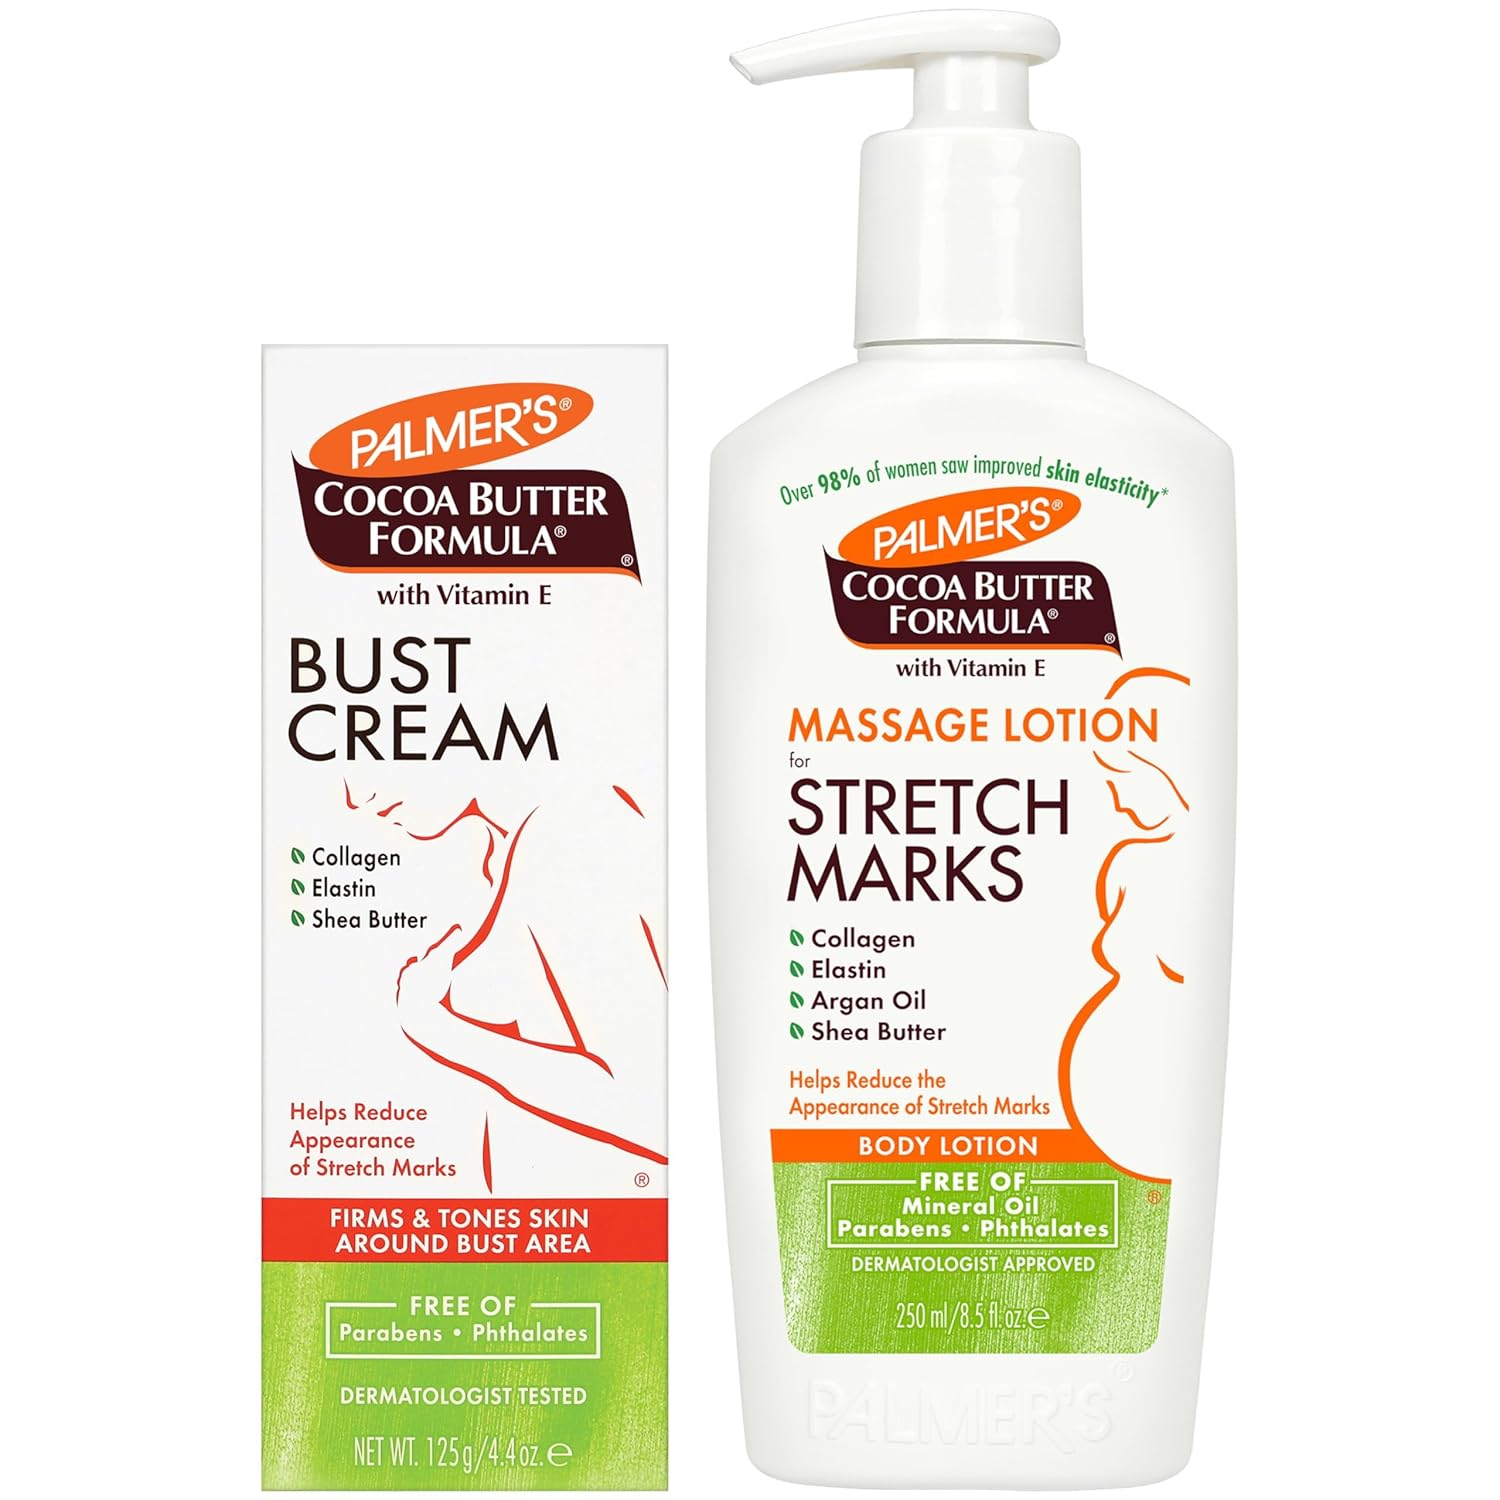 PALMER'S®
COCOA BUTTER
FORMULA®
®
with Vitamin E
BUST
CREAM
Collagen
Elastin
Shea Butter
Helps Reduce
Appearance
of Stretch Marks
®
FIRMS & TONES SKIN
AROUND BUST AREA
FREE OF
Parabens • Phthalates
DERMATOLOGIST TESTED
NET WT. 125g/4.4oz. e
Over 98% of women saw improved skin elasticity*
PALMER'S®
COCOA BUTTER
FORMULA®
®
with Vitamin E
MASSAGE LOTION
for
STRETCH
MARKS
Collagen
Elastin
Argan Oil
Shea Butter
Helps Reduce the
Appearance of Stretch Marks
BODY LOTION
FREE OF
®
Mineral Oil
Parabens • Phthalates
DERMATOLOGIST APPROVED
250 ml/8.5 fl. oz. e
PALMER'S®